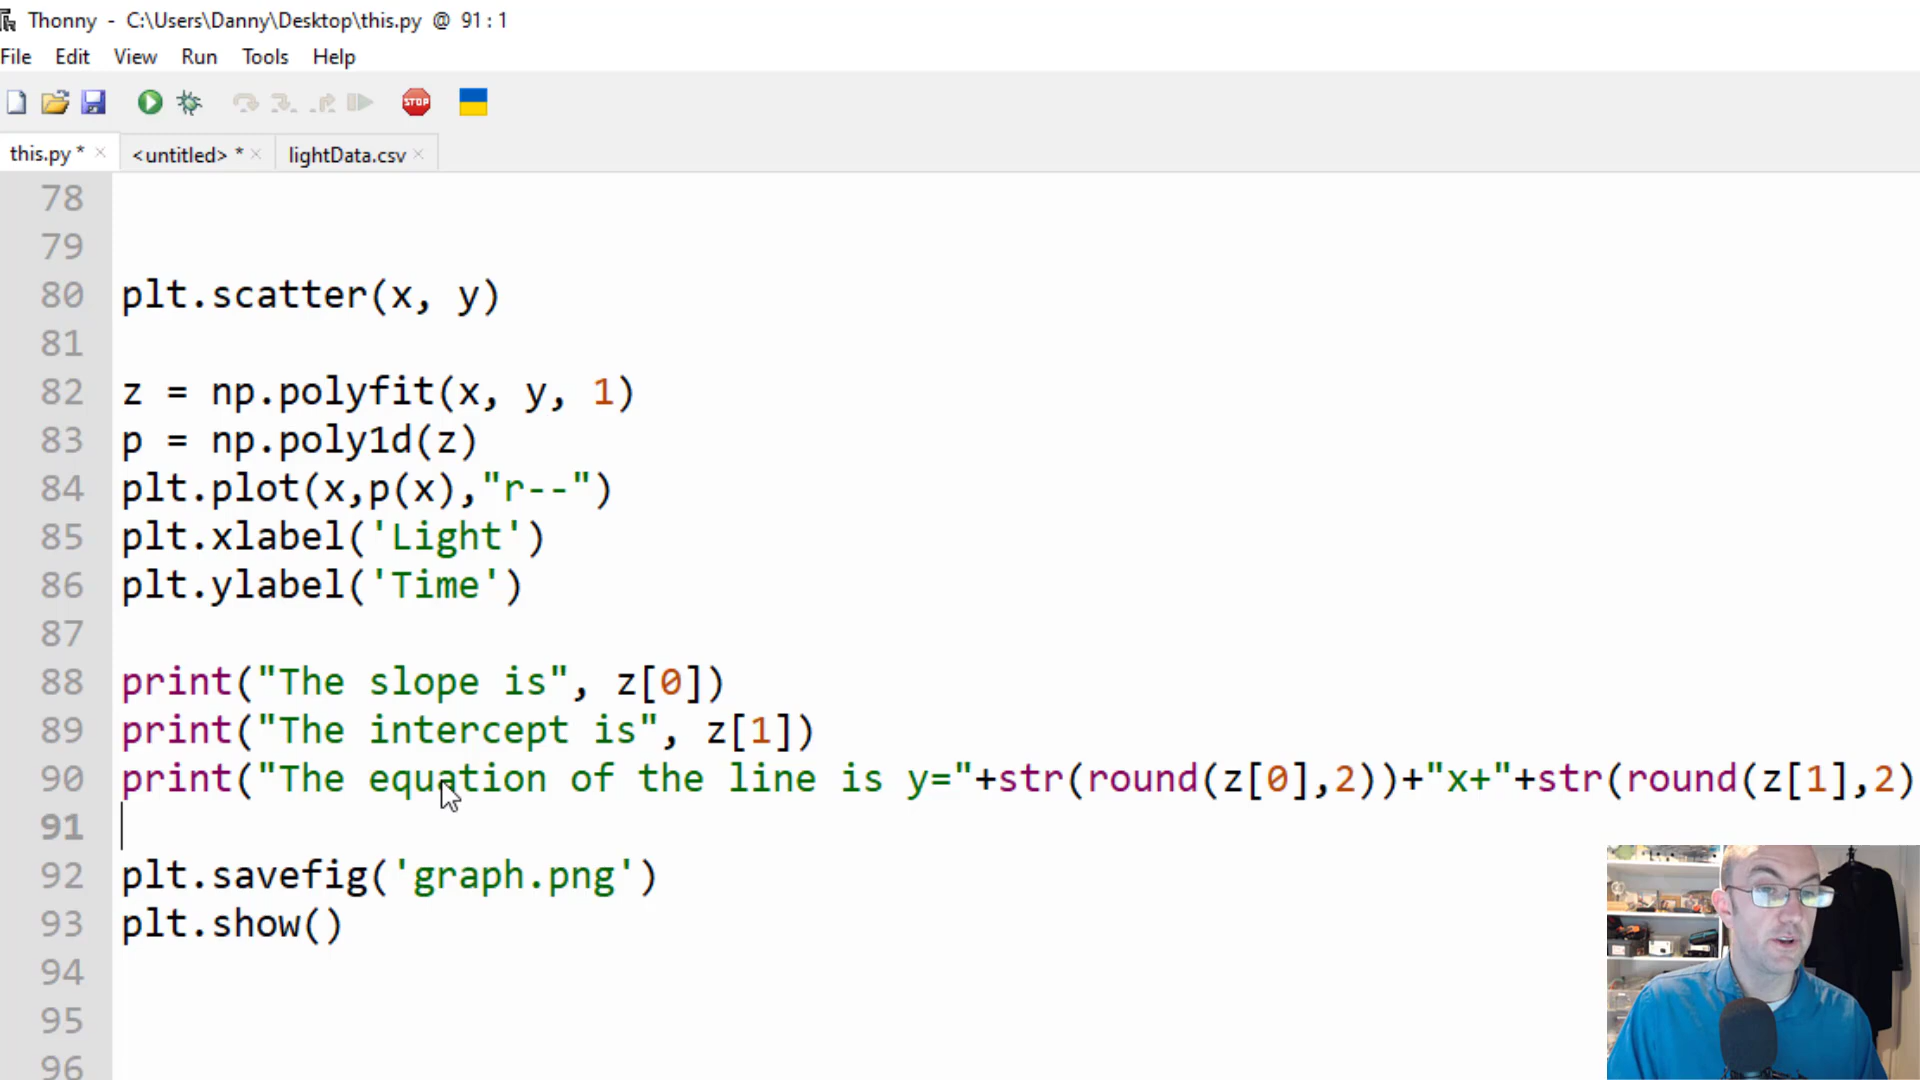 Thonny - C:\Users\Danny\Desktop\this.py @ 91 : 1
File Edit View Run Tools Help
STOP
this.py * × <untitled> * × lightData.csv ×
78
79
80 plt.scatter(x, y)
81
82 z = np.polyfit(x, y, 1)
83 p = np.poly1d(z)
84 plt.plot(x,p(x),"r--")
85 plt.xlabel('Light')
86 plt.ylabel('Time')
87
88 print("The slope is", z[0])
89 print("The intercept is", z[1])
90 print("The equation of the line is y="+str(round(z[0],2))+"x+"+str(round(z[1],2)
91
92 plt.savefig('graph.png')
93 plt.show()
94
95
96